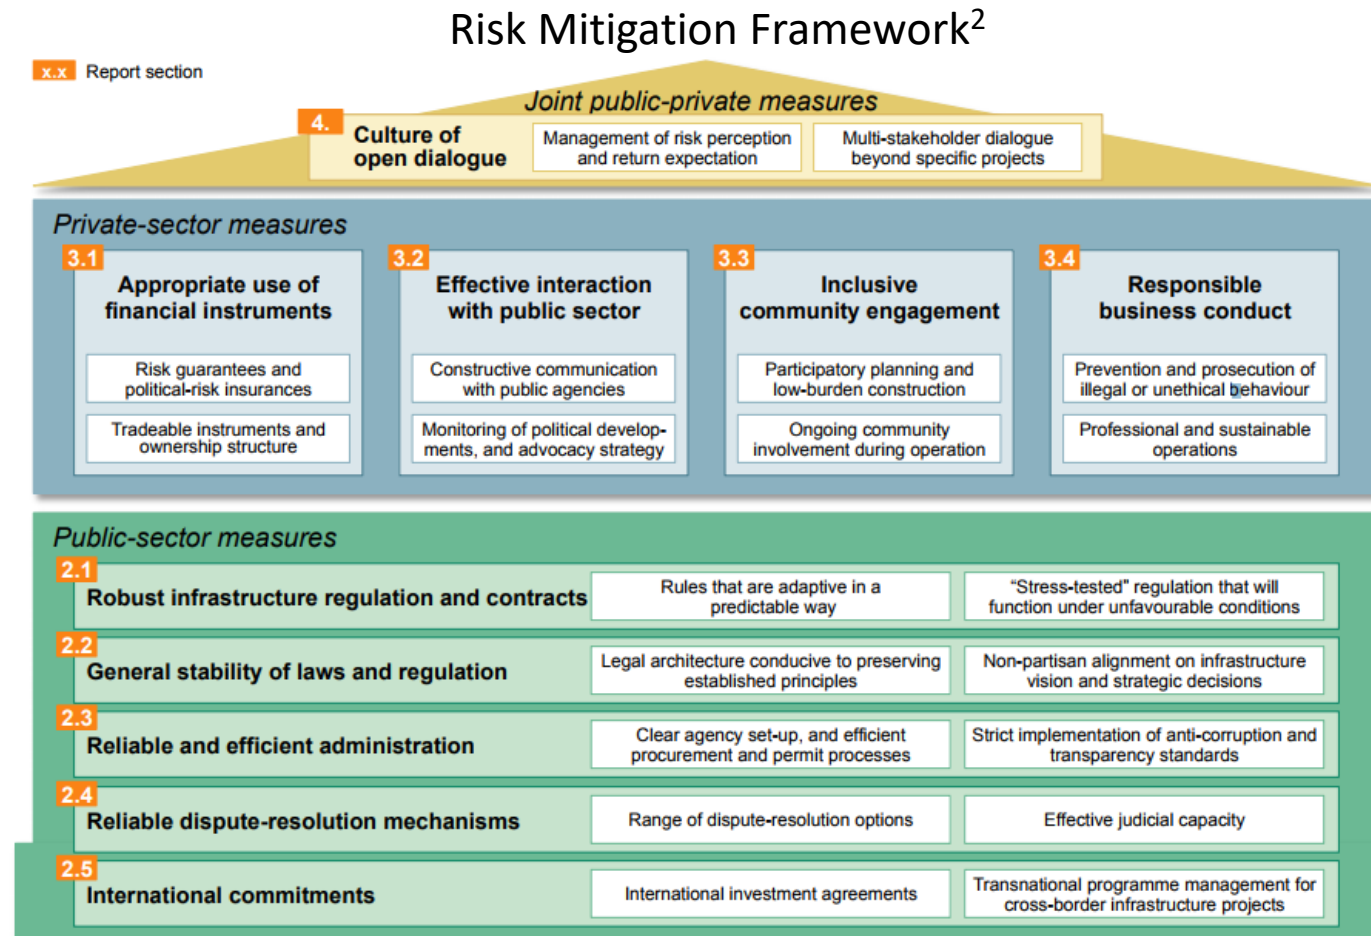 Risk Mitigation Framework2
x.x Report section
Joint public-private measures
4.
Culture of
open dialogue
Management of risk perception
and return expectation
Multi-stakeholder dialogue
beyond specific projects
Private-sector measures
3.1
Appropriate use of
financial instruments
Risk guarantees and
political-risk insurances
Tradeable instruments and
ownership structure
3.2
Effective interaction
with public sector
Constructive communication
with public agencies
Monitoring of political develop-
ments, and advocacy strategy
3.3
Inclusive
community engagement
Participatory planning and
low-burden construction
Ongoing community
involvement during operation
3.4
Responsible
business conduct
Prevention and prosecution of
illegal or unethical behaviour
Professional and sustainable
operations
Public-sector measures
2.1
Robust infrastructure regulation and contracts
Rules that are adaptive in a
predictable way
“Stress-tested” regulation that will
function under unfavourable conditions
2.2
General stability of laws and regulation
Legal architecture conducive to preserving
established principles
Non-partisan alignment on infrastructure
vision and strategic decisions
2.3
Reliable and efficient administration
Clear agency set-up, and efficient
procurement and permit processes
Strict implementation of anti-corruption and
transparency standards
2.4
Reliable dispute-resolution mechanisms
Range of dispute-resolution options
Effective judicial capacity
2.5
International commitments
International investment agreements
Transnational programme management for
cross-border infrastructure projects